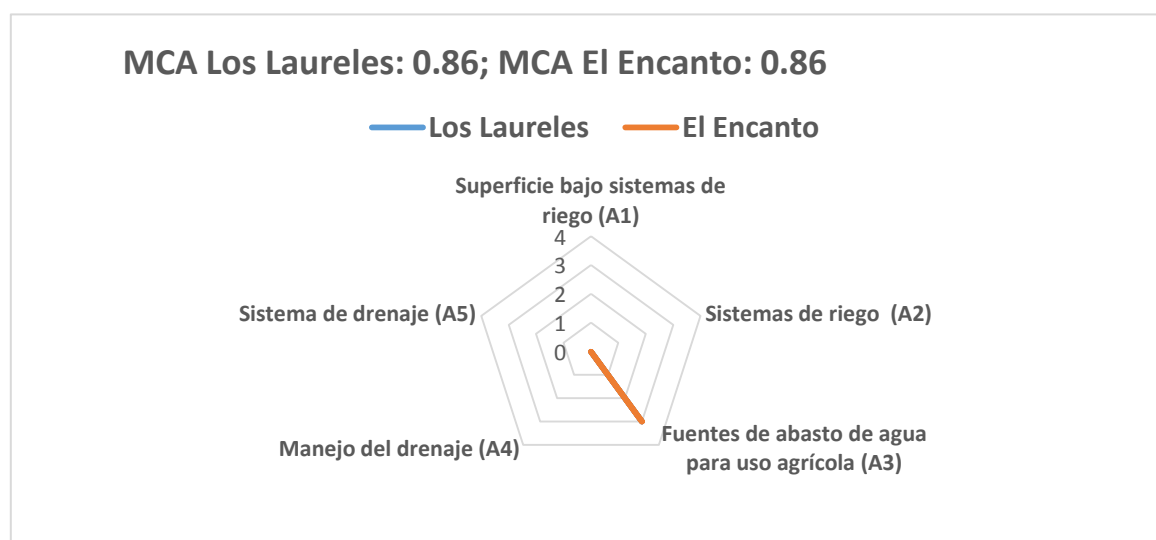 MCA Los Laureles: 0.86; MCA El Encanto: 0.86
Los Laureles El Encanto
Superficie bajo sistemas de
riego (A1)
4
3
2
1
0
Sistema de drenaje (A5)
Sistemas de riego (A2)
Manejo del drenaje (A4)
Fuentes de abasto de agua
para uso agrícola (A3)